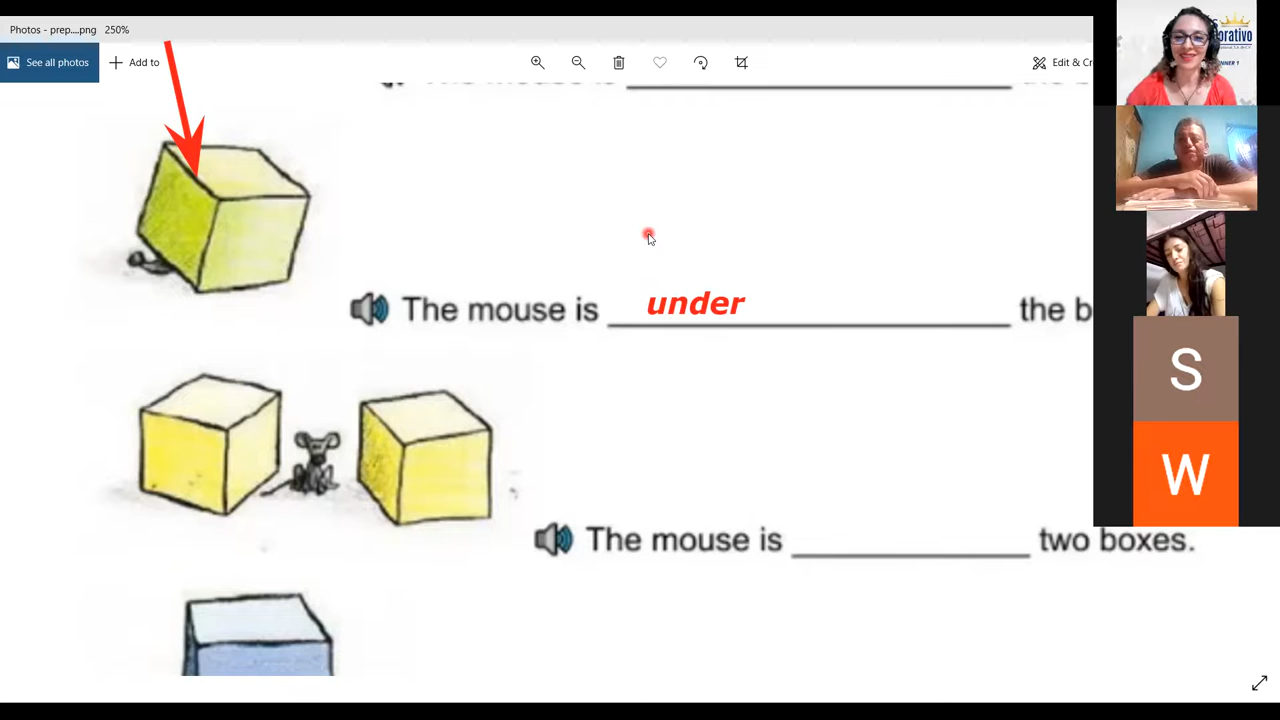 Photos - prep....png 250%
See all photos
Add to
Edit & Cr
orativo
The mouse is under the b
The mouse is two boxes.
S
W